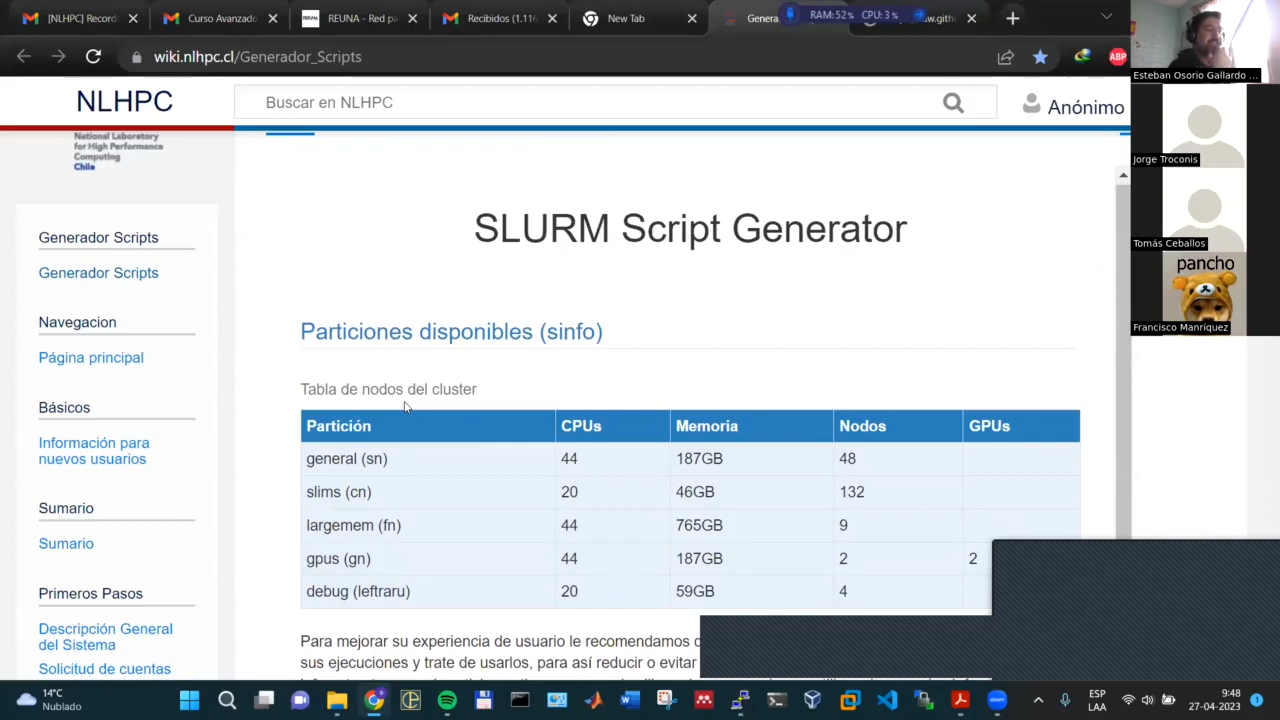 [NLHPC] Record
Curso Avanzado
REUNA - Red pa
Recibidos (1.116
New Tab
Genera
RAM:52% CPU:3%
aw.gith
wiki.nlhpc.cl/Generador_Scripts
ABP
Esteban Osorio Gallardo ...
NLHPC
Buscar en NLHPC
Anónimo
National Laboratory
for High Performance
Computing
Chile
Jorge Troconis
Tomás Ceballos
pancho
Francisco Manríquez
Generador Scripts
Generador Scripts
Navegacion
Página principal
Básicos
Información para
nuevos usuarios
Sumario
Sumario
Primeros Pasos
Descripción General
del Sistema
Solicitud de cuentas
SLURM Script Generator
Particiones disponibles (sinfo)
Tabla de nodos del cluster
Partición CPUs Memoria Nodos GPUs
general (sn) 44 187GB 48
slims (cn) 20 46GB 132
largemem (fn) 44 765GB 9
gpus (gn) 44 187GB 2 2
debug (leftraru) 20 59GB 4
Para mejorar su experiencia de usuario le recomendamos
sus ejecuciones y trate de usarlos, para así reducir o evitar
14°C
Nublado
ESP
LAA
9:48
27-04-2023
1